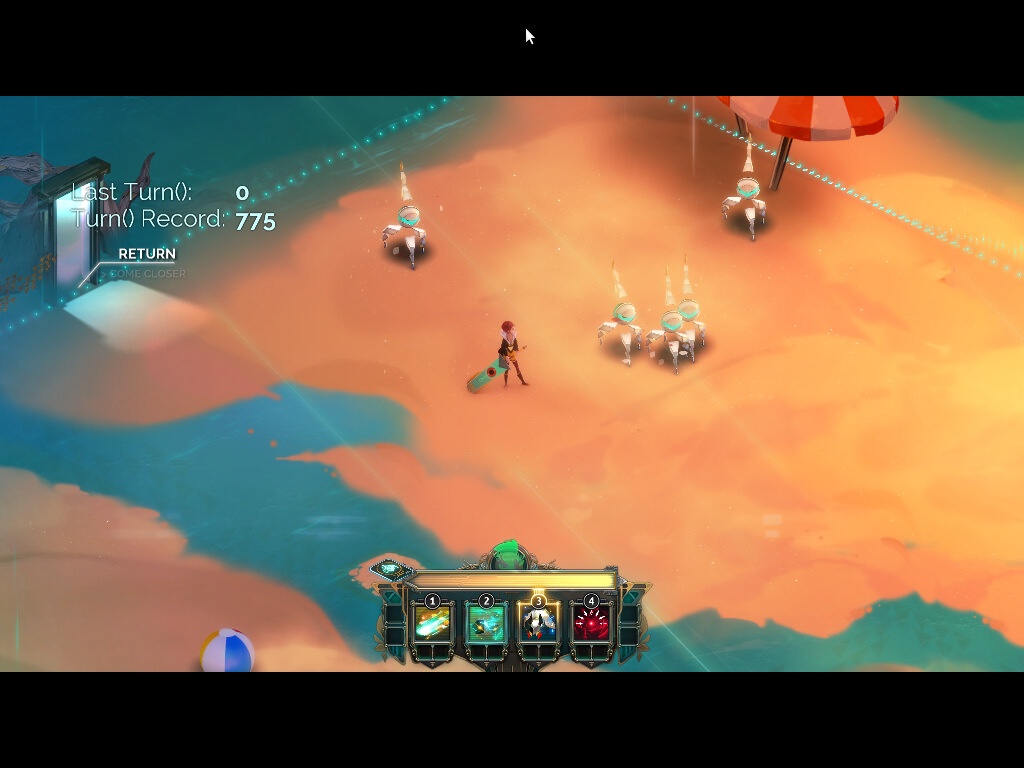 Last Turn(): 0
Turn() Record: 775
RETURN
COME CLOSER
1 2 3 4